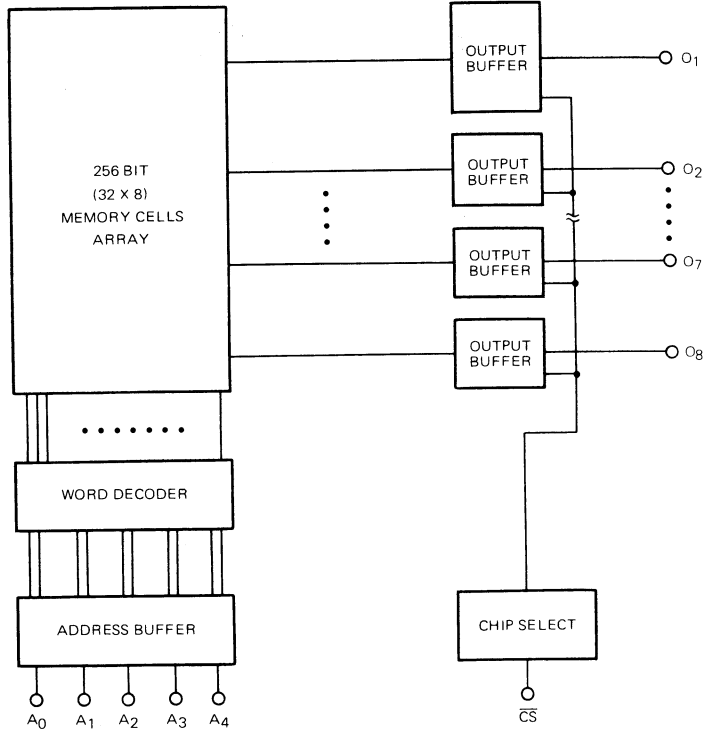 256 BIT
(32 X 8)
MEMORY CELLS
ARRAY
OUTPUT
BUFFER
O1
OUTPUT
BUFFER
O2
OUTPUT
BUFFER
O7
OUTPUT
BUFFER
O8
WORD DECODER
ADDRESS BUFFER
A0 A1 A2 A3 A4
CHIP SELECT
C̅S̅